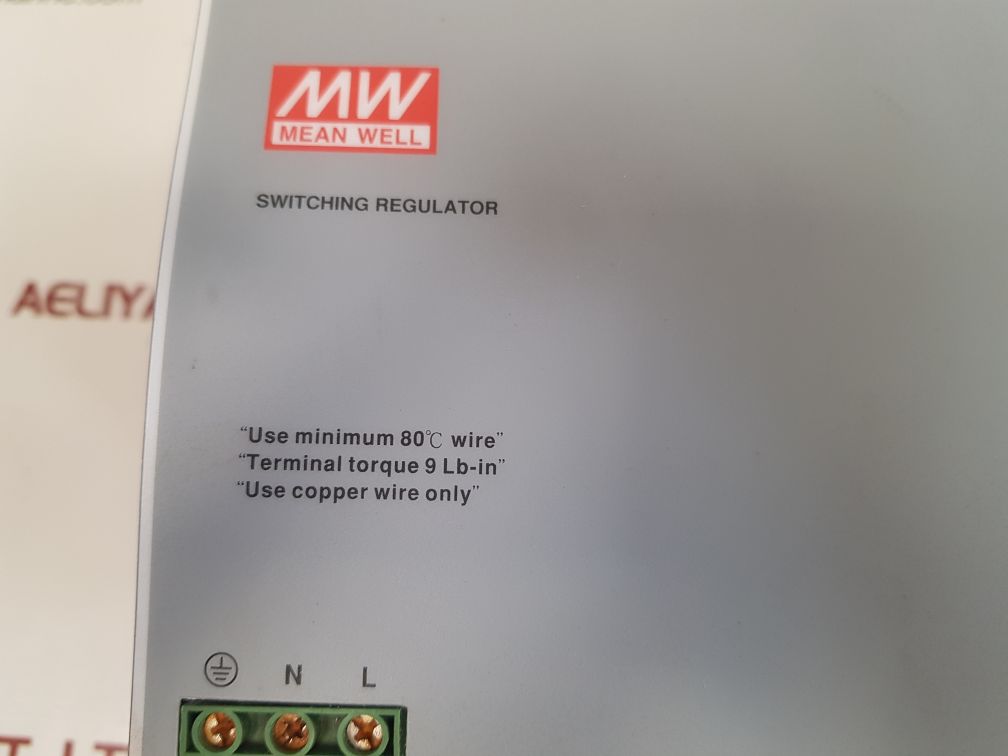 MW
MEAN WELL
SWITCHING REGULATOR
AELIYA
“Use minimum 80℃ wire”
“Terminal torque 9 Lb-in”
“Use copper wire only”
N L